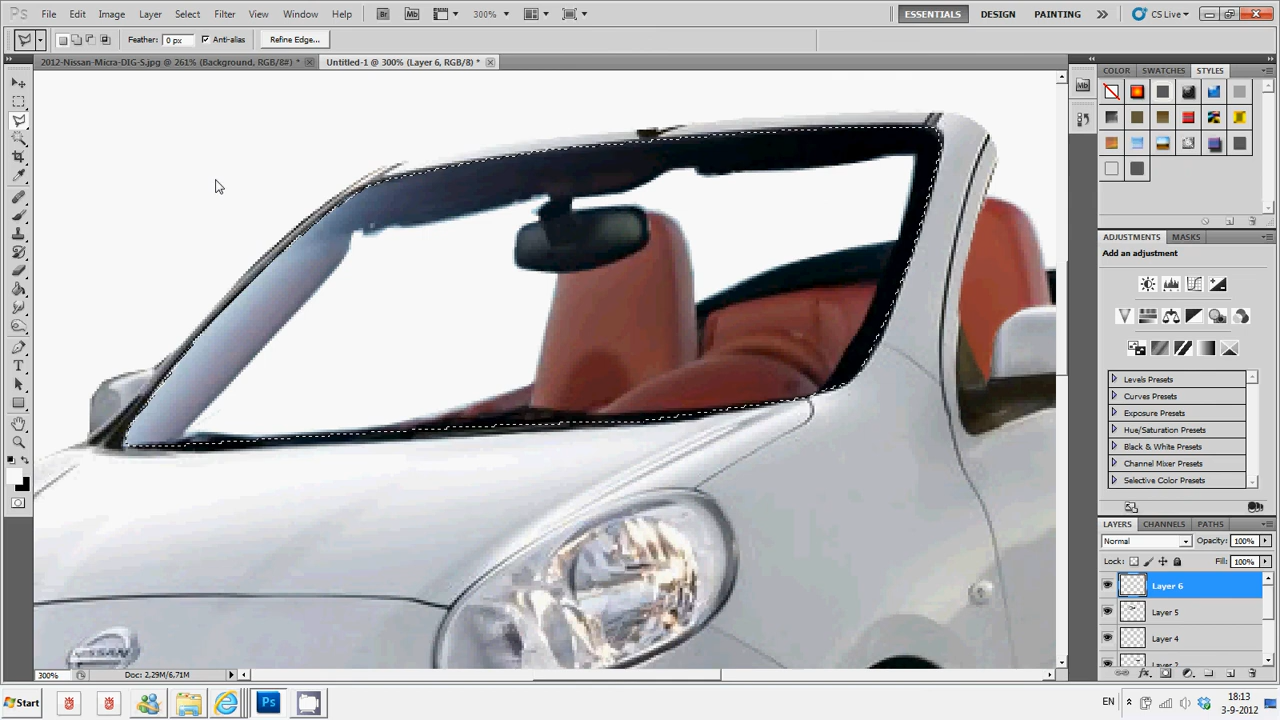 Ps
File Edit Image Layer Select Filter View Window Help
Br Mb 300%
ESSENTIALS DESIGN PAINTING CS Live
Feather: 0 px Anti-alias Refine Edge...
2012-Nissan-Micra-DIG-S.jpg @ 261% (Background, RGB/8#) *
Untitled-1 @ 300% (Layer 6, RGB/8) *
Mb
COLOR SWATCHES STYLES
ADJUSTMENTS MASKS
Add an adjustment
Levels Presets
Curves Presets
Exposure Presets
Hue/Saturation Presets
Black & White Presets
Channel Mixer Presets
Selective Color Presets
LAYERS CHANNELS PATHS
Normal Opacity: 100%
Lock: Fill: 100%
Layer 6
Layer 5
Layer 4
NISSAN
300% Doc: 2,29M/6,71M
Start Ps EN 18:13
3-9-2012